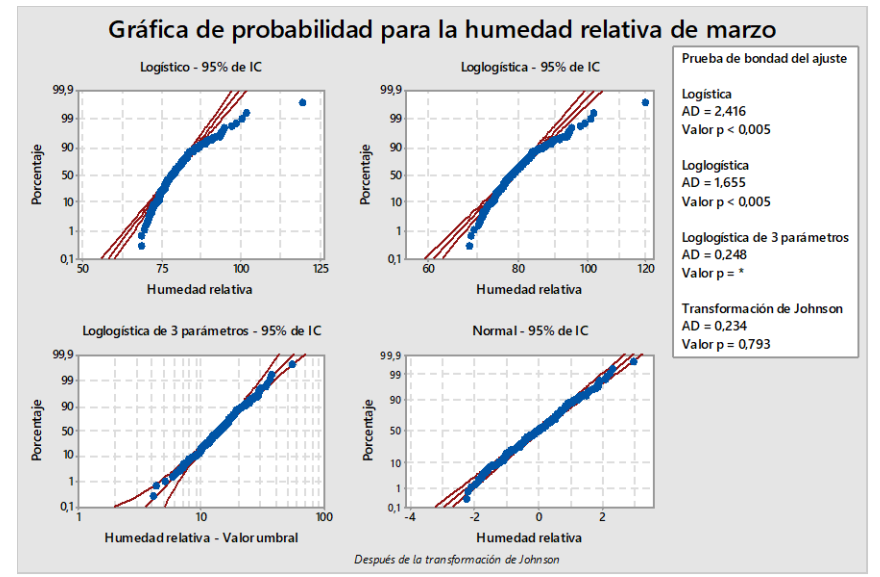 Gráfica de probabilidad para la humedad relativa de marzo
Logístico - 95% de IC
99,9
99
90
50
10
1
0,1
Porcentaje
50
75
100
125
Humedad relativa
Loglogística - 95% de IC
99,9
99
90
50
10
1
0,1
Porcentaje
60
80
100
120
Humedad relativa
Loglogística de 3 parámetros - 95% de IC
99,9
99
90
50
10
1
0,1
Porcentaje
1
10
100
Humedad relativa - Valor umbral
Normal - 95% de IC
99,9
99
90
50
10
1
0,1
Porcentaje
-4
-2
0
2
Humedad relativa
Después de la transformación de Johnson
Prueba de bondad del ajuste
Logística
AD = 2,416
Valor p < 0,005
Loglogística
AD = 1,655
Valor p < 0,005
Loglogística de 3 parámetros
AD = 0,248
Valor p = *
Transformación de Johnson
AD = 0,234
Valor p = 0,793